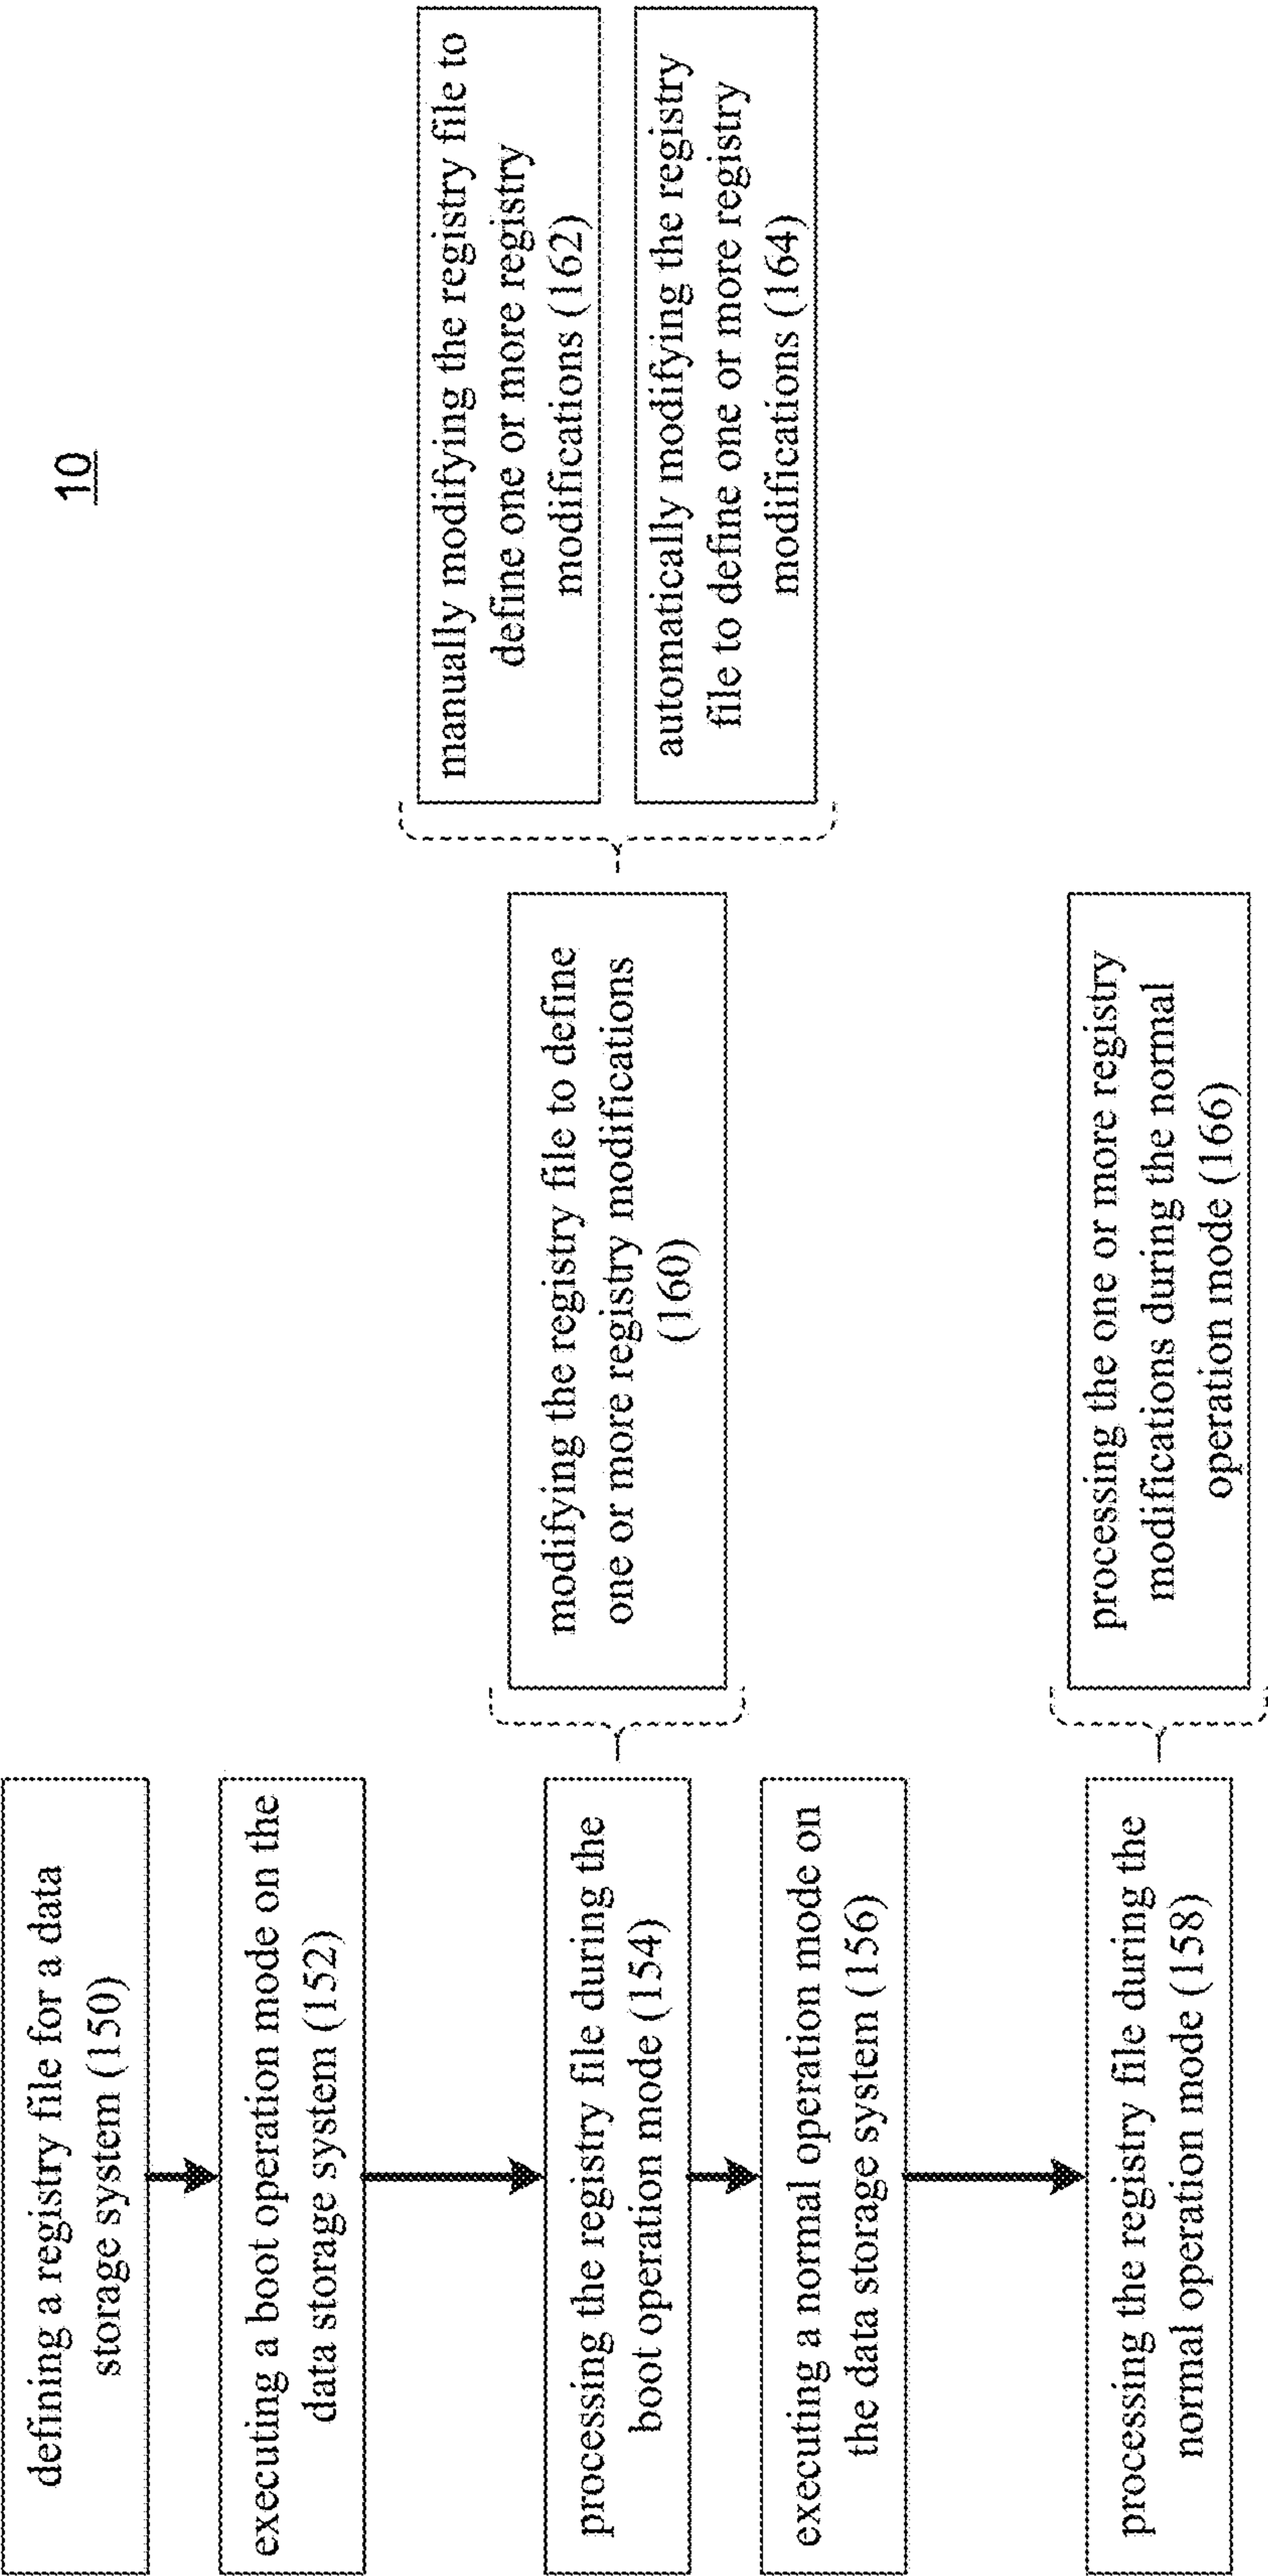 10
defining a registry file for a data
storage system (150)
executing a boot operation mode on the
data storage system (152)
processing the registry file during the
boot operation mode (154)
modifying the registry file to define
one or more registry modifications
(160)
manually modifying the registry file to
define one or more registry
modifications (162)
automatically modifying the registry
file to define one or more registry
modifications (164)
executing a normal operation mode on
the data storage system (156)
processing the registry file during the
normal operation mode (158)
processing the one or more registry
modifications during the normal
operation mode (166)